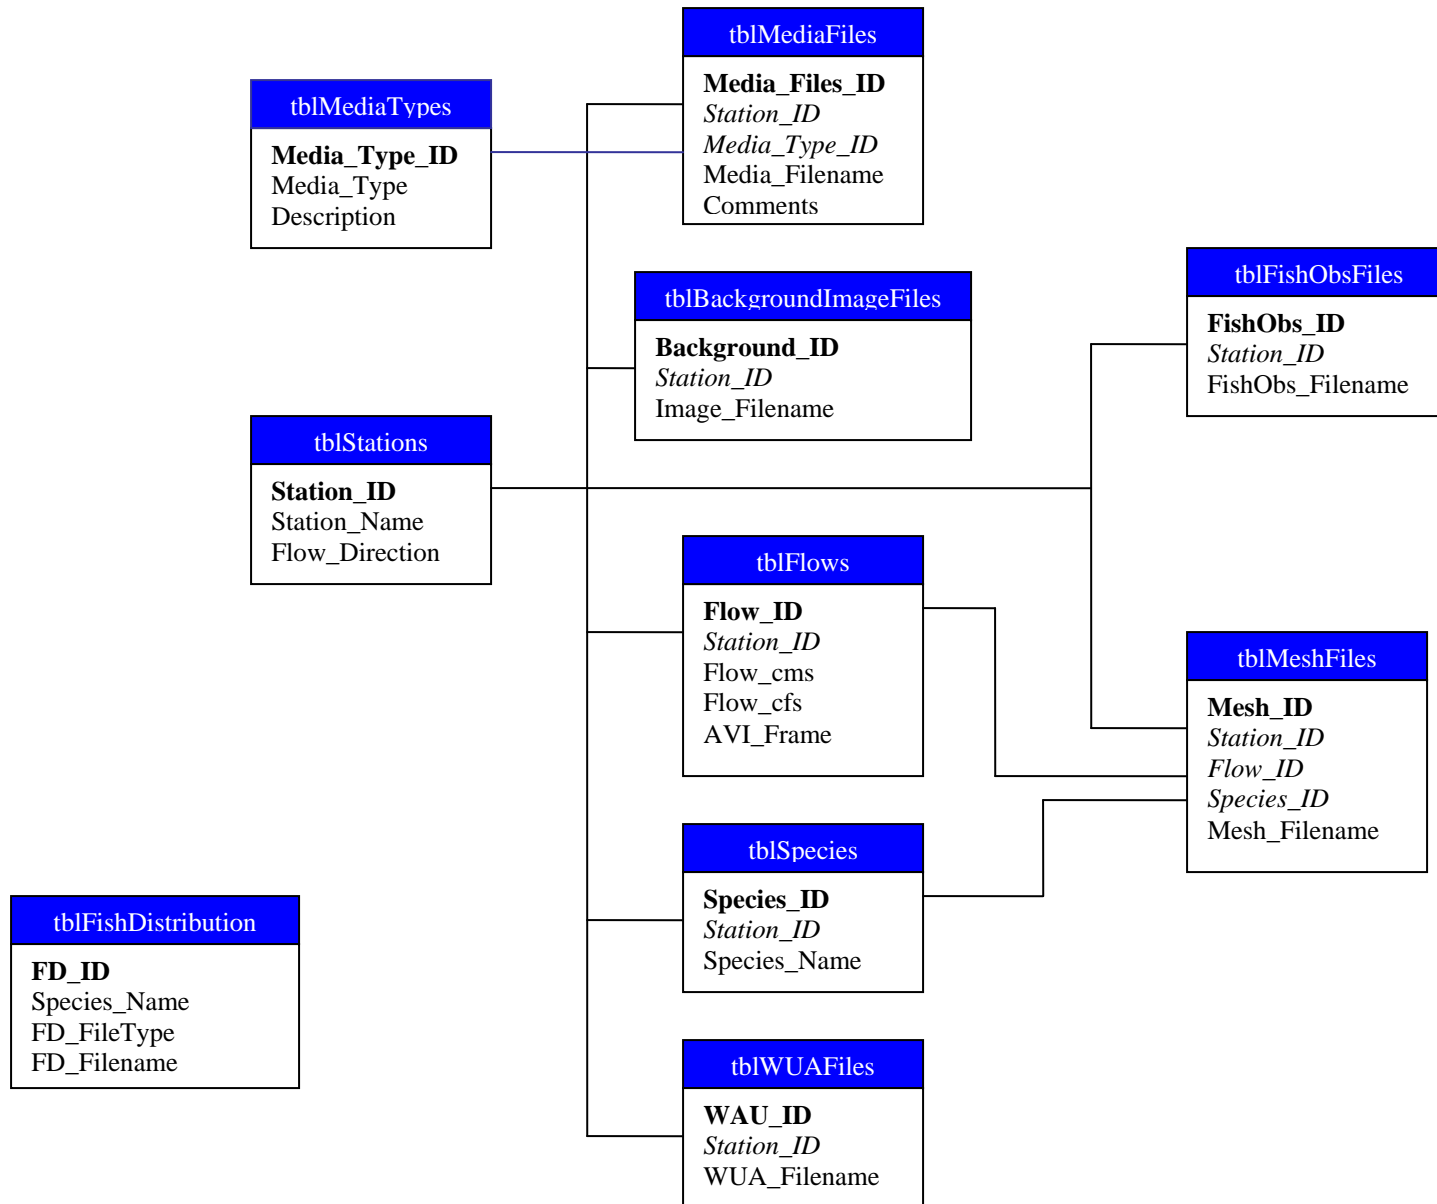 tblMediaFiles
Media_Files_ID
Station_ID
Media_Type_ID
Media_Filename
Comments
tblMediaTypes
Media_Type_ID
Media_Type
Description
tblBackgroundImageFiles
Background_ID
Station_ID
Image_Filename
tblFishObsFiles
FishObs_ID
Station_ID
FishObs_Filename
tblStations
Station_ID
Station_Name
Flow_Direction
tblFlows
Flow_ID
Station_ID
Flow_cms
Flow_cfs
AVI_Frame
tblMeshFiles
Mesh_ID
Station_ID
Flow_ID
Species_ID
Mesh_Filename
tblSpecies
Species_ID
Station_ID
Species_Name
tblFishDistribution
FD_ID
Species_Name
FD_FileType
FD_Filename
tblWUAFiles
WAU_ID
Station_ID
WUA_Filename